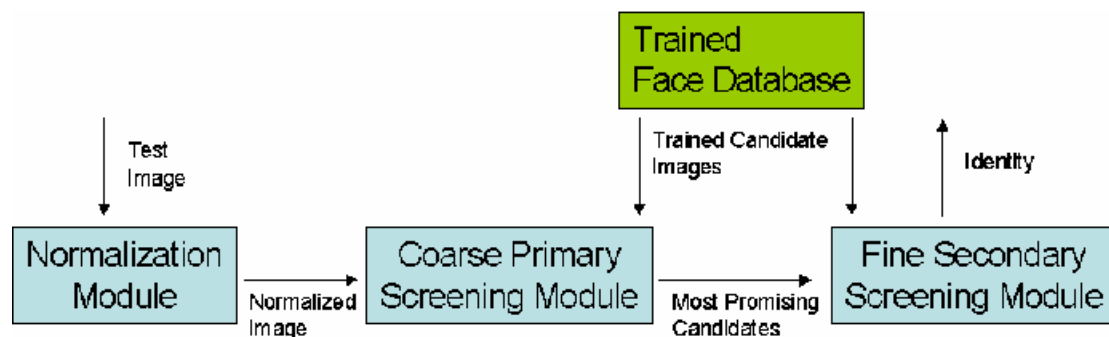 Trained
Face Database
Test
Image
Trained Candidate
Images
Identity
Normalization
Module
Normalized
Image
Coarse Primary
Screening Module
Most Promising
Candidates
Fine Secondary
Screening Module